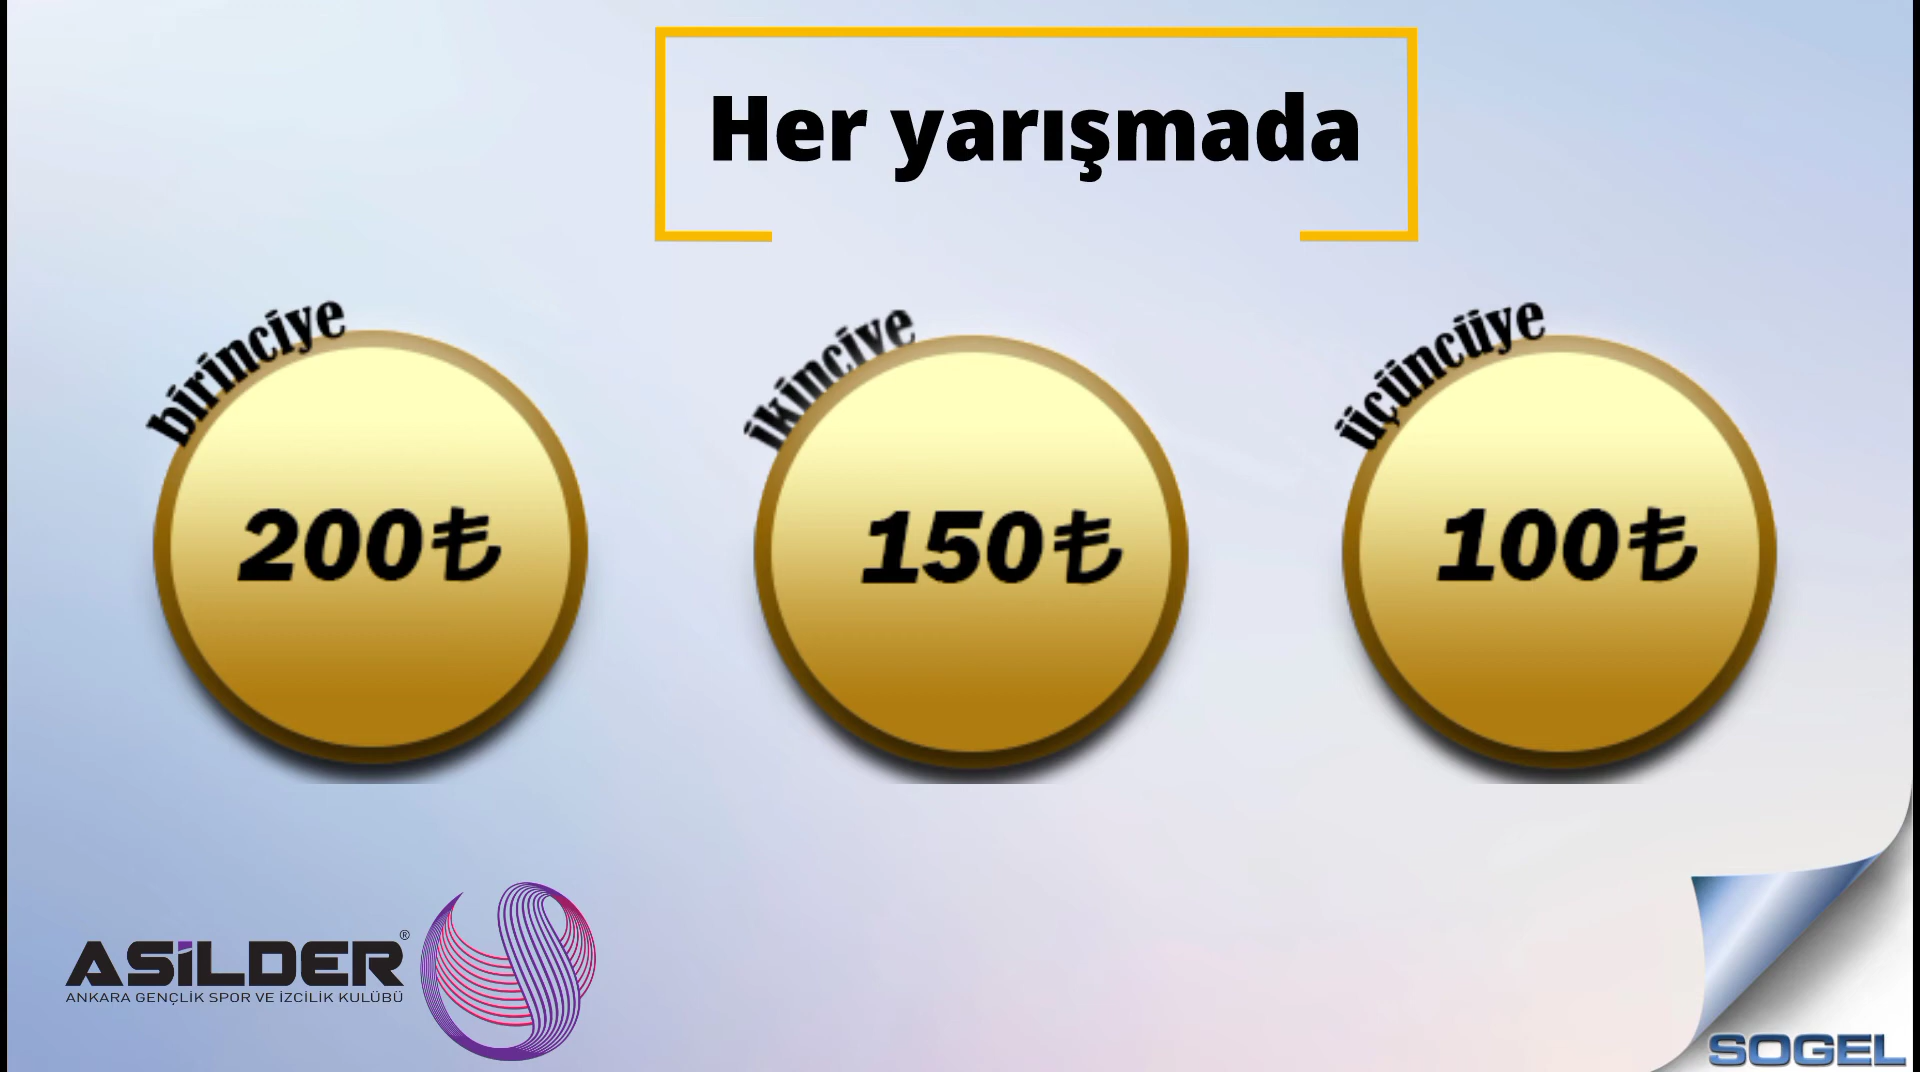 Her yarışmada
birinciye
200₺
ikinciye
150₺
üçüncüye
100₺
ASİLDER®
ANKARA GENÇLİK SPOR VE İZCİLİK KULÜBÜ
SOGEL